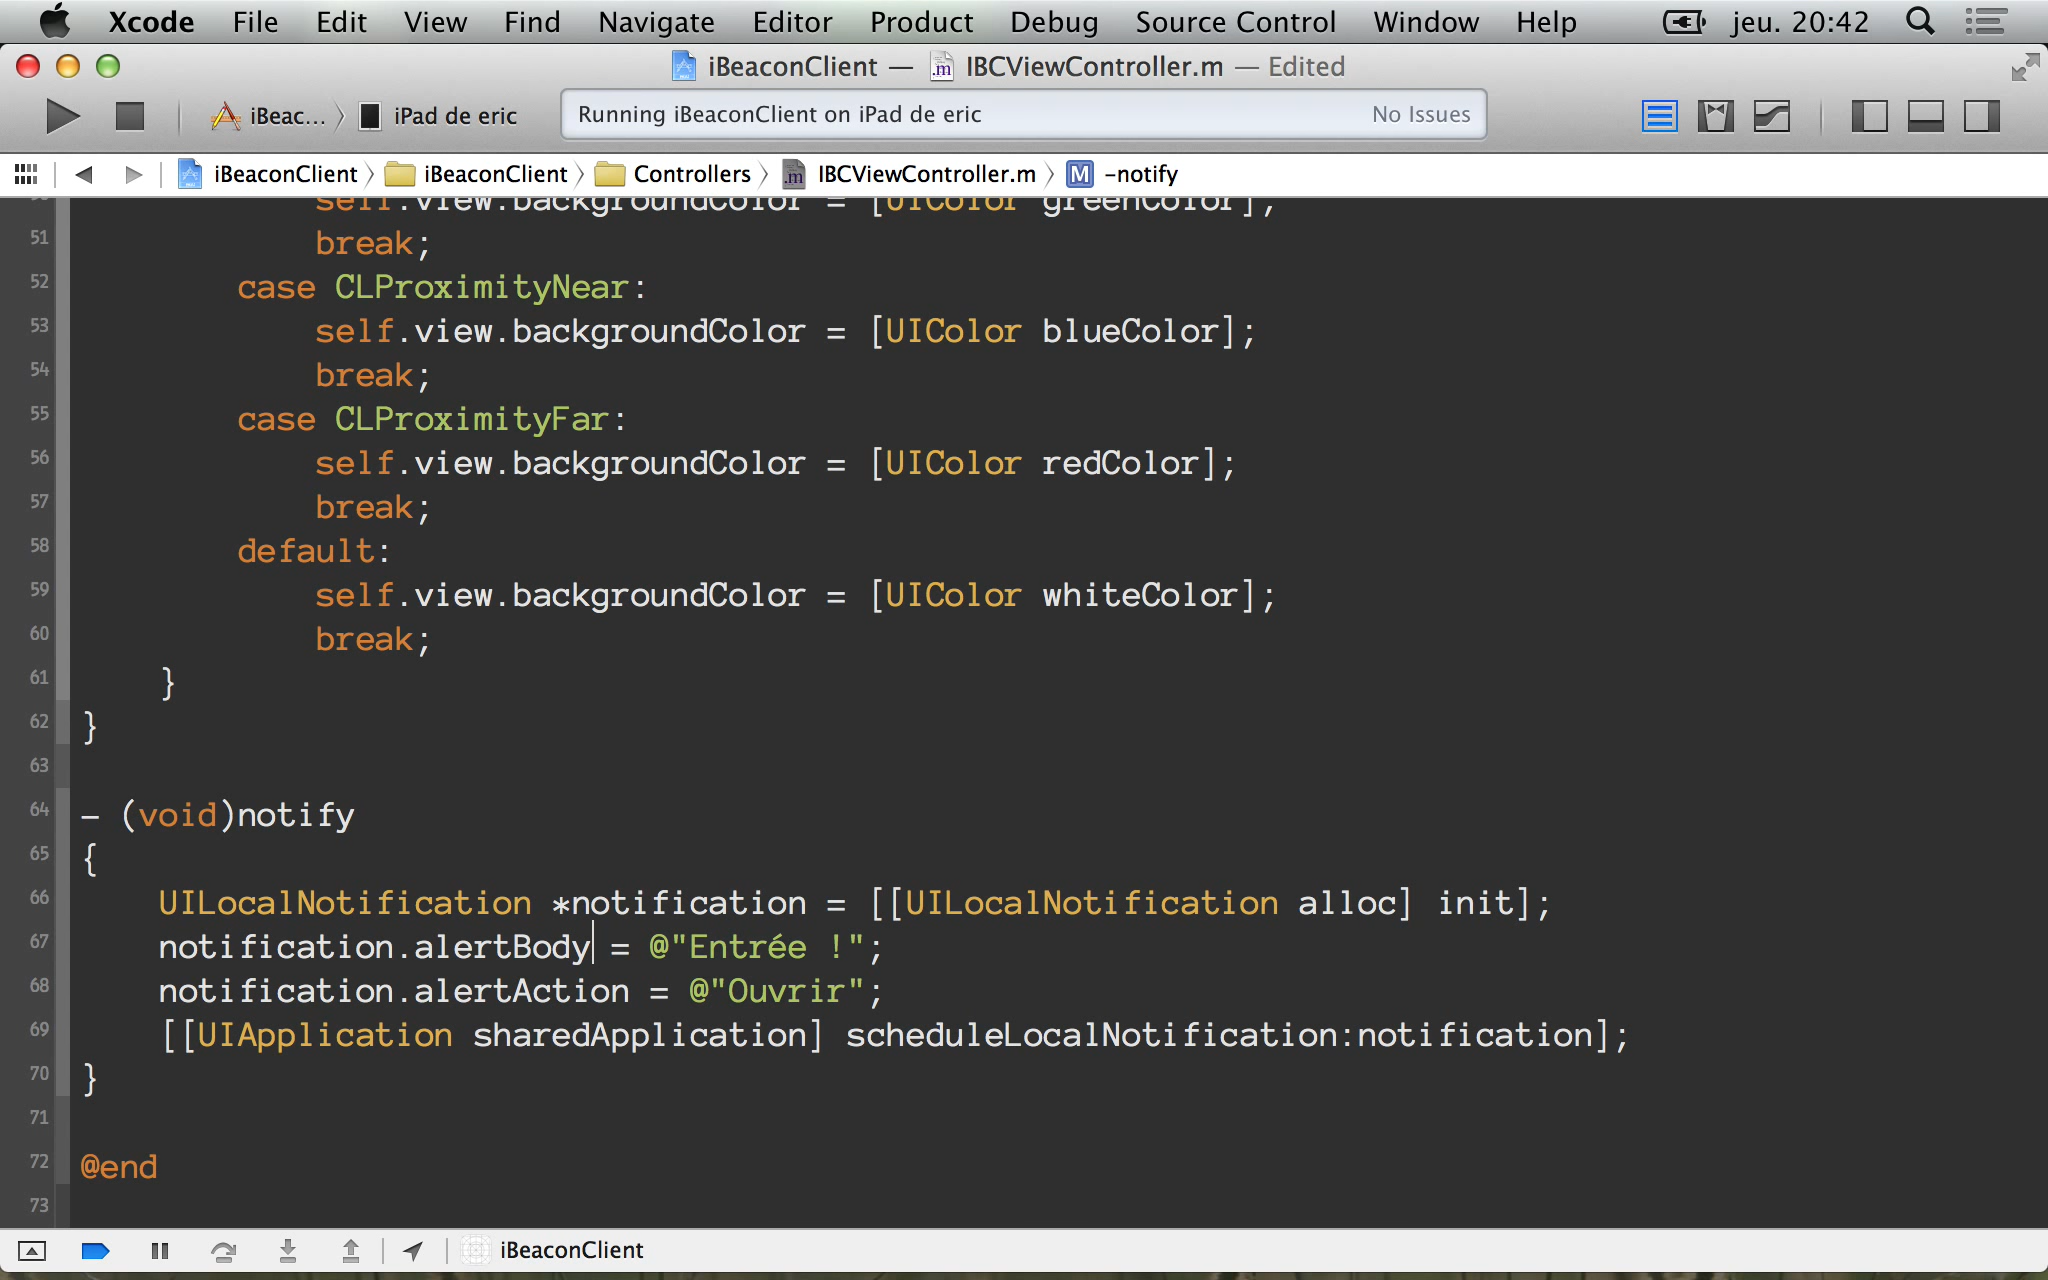 Xcode File Edit View Find Navigate Editor Product Debug Source Control Window Help jeu. 20:42
iBeaconClient — IBCViewController.m — Edited
iBeac... iPad de eric Running iBeaconClient on iPad de eric No Issues
iBeaconClient iBeaconClient Controllers IBCViewController.m M -notify
self.view.backgroundColor = [UIColor greenColor];
51 break;
52 case CLProximityNear:
53 self.view.backgroundColor = [UIColor blueColor];
54 break;
55 case CLProximityFar:
56 self.view.backgroundColor = [UIColor redColor];
57 break;
58 default:
59 self.view.backgroundColor = [UIColor whiteColor];
60 break;
61 }
62 }
63
64 - (void)notify
65 {
66 UILocalNotification *notification = [[UILocalNotification alloc] init];
67 notification.alertBody = @"Entrée !";
68 notification.alertAction = @"Ouvrir";
69 [[UIApplication sharedApplication] scheduleLocalNotification:notification];
70 }
71
72 @end
73
iBeaconClient